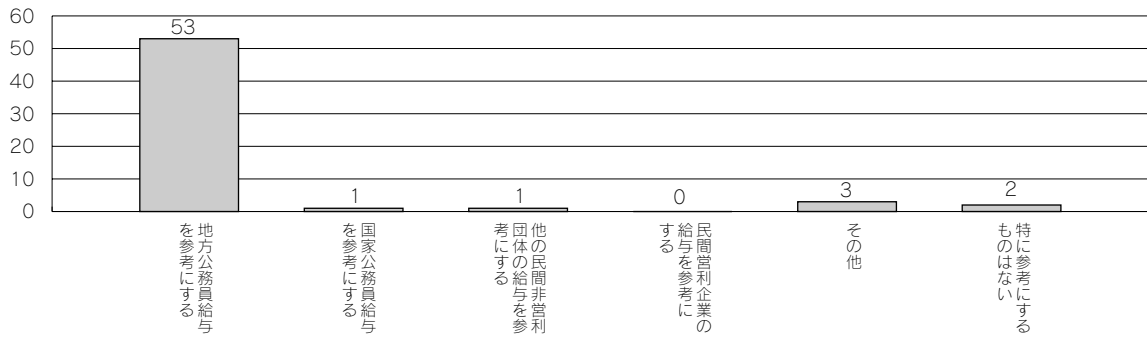 60
50
40
30
20
10
0
53
1
1
0
3
2
地方公務員給与
を参考にする
国家公務員給与
を参考にする
他の民間非営利
団体の給与を参
考にする
民間営利企業の
給与を参考に
する
その他
特に参考にする
ものはない